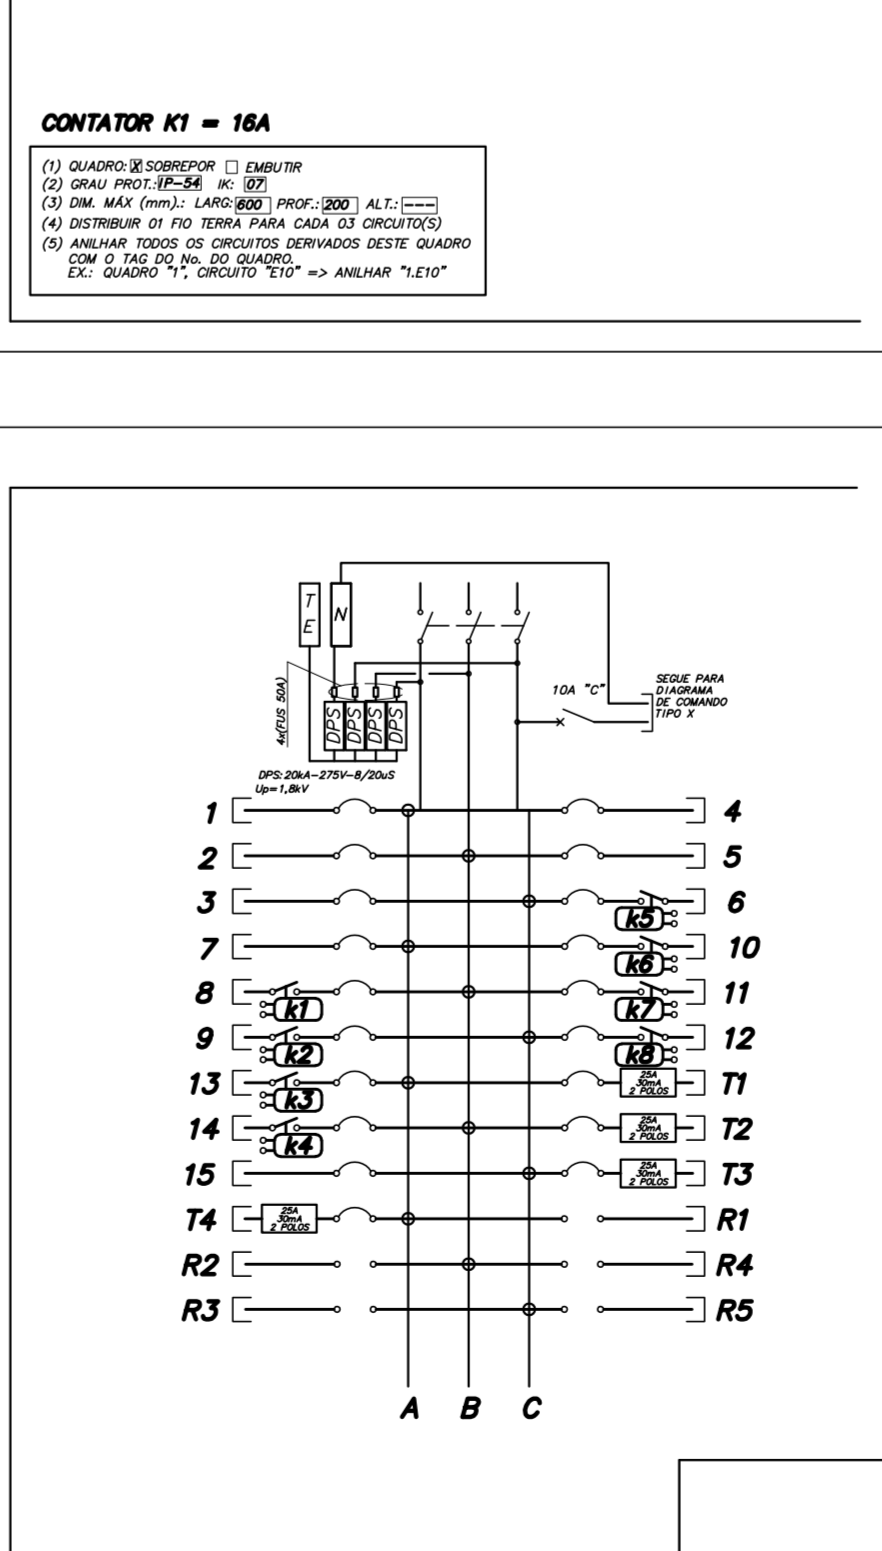 CONTATOR K1 = 16A
(1) QUADRO: X SOBREPOR □ EMBUTIR
(2) GRAU PROT.: IP-54 IK: 07
(3) DIM. MÁX (mm).: LARG: 600 PROF.: 200 ALT.: ---
(4) DISTRIBUIR 01 FIO TERRA PARA CADA 03 CIRCUITO(S)
(5) ANILHAR TODOS OS CIRCUITOS DERIVADOS DESTE QUADRO
COM O TAG DO No. DO QUADRO.
EX.: QUADRO "1", CIRCUITO "E10" => ANILHAR "1.E10"
T
E
N
4x(FUS 50A)
DPS DPS DPS DPS
10A "C"
SEGUE PARA
DIAGRAMA
DE COMANDO
TIPO X
DPS: 20kA-275V-8/20uS
Up=1,8kV
1 4
2 5
3 6
k5
7 10
k6
8 11
k1 k7
9 12
k2 k8
13 T1
k3
25A
30mA
2 POLOS
14 T2
k4
25A
30mA
2 POLOS
15 T3
25A
30mA
2 POLOS
T4 R1
25A
30mA
2 POLOS
R2 R4
R3 R5
A B C